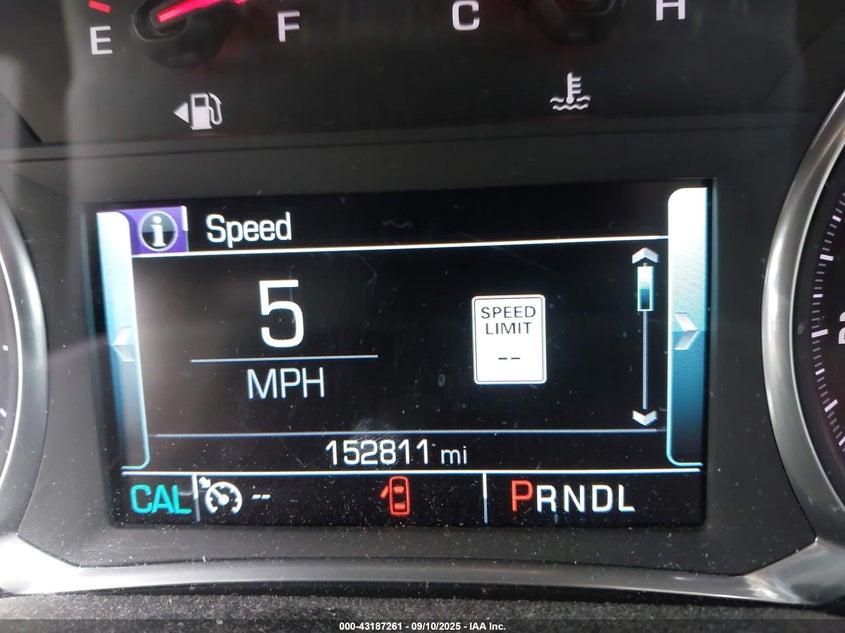 E F C H
i Speed
5
MPH
SPEED
LIMIT
--
152811 mi
CAL -- PRNDL
000-43187261 - 09/10/2025 - IAA Inc.